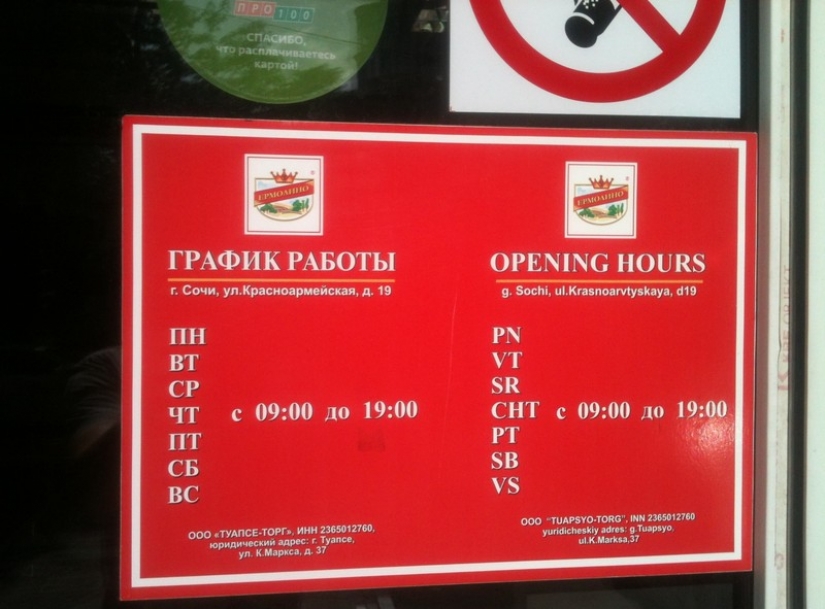 ПРО100
СПАСИБО,
что расплачиваетесь
картой!
ЕРМОЛИНО
ГРАФИК РАБОТЫ
г. Сочи, ул.Красноармейская, д. 19
ПН
ВТ
СР
ЧТ с 09:00 до 19:00
ПТ
СБ
ВС
ООО «ТУАПСЕ-ТОРГ», ИНН 2365012760,
юридический адрес: г. Туапсе,
ул. К.Маркса, д. 37
ЕРМОЛИНО
OPENING HOURS
g. Sochi, ul.Krasnoarvtyskaya, d19
PN
VT
SR
CHT с 09:00 до 19:00
PT
SB
VS
OOO "TUAPSYO-TORG", INN 2365012760
yuridicheskiy adres: g.Tuapsyo,
ul.K.Marksa,37